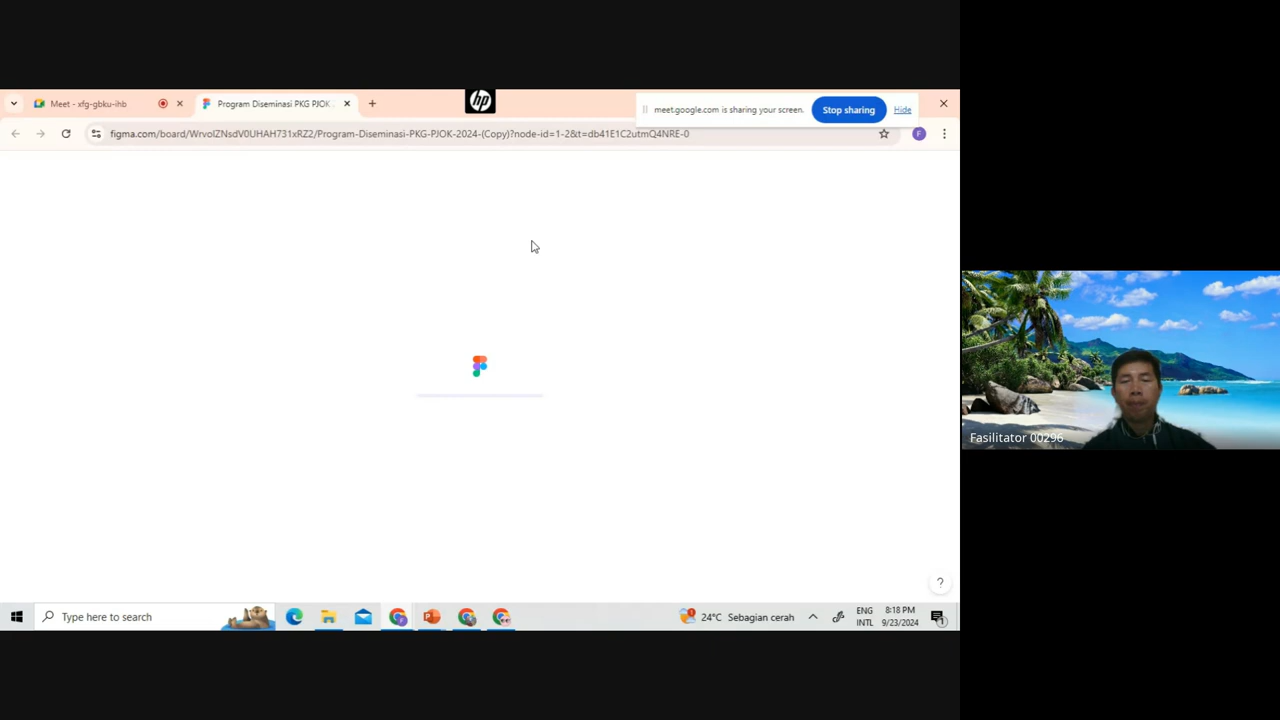 Meet - xfg-gbku-ihb
Program Diseminasi PKG PJOK
hp
meet.google.com is sharing your screen.
Stop sharing
Hide
figma.com/board/WrvolZNsdV0UHAH731xRZ2/Program-Diseminasi-PKG-PJOK-2024-(Copy)?node-id=1-2&t=db41E1C2utmQ4NRE-0
F
Fasilitator 00296
?
Type here to search
24°C Sebagian cerah
ENG
INTL
8:18 PM
9/23/2024
1